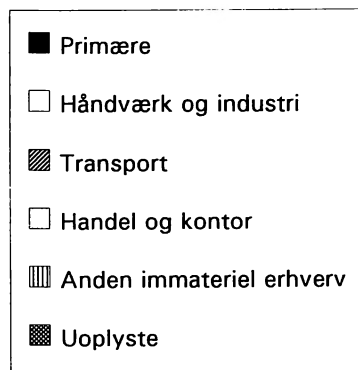 Primære
Håndværk og industri
Transport
Handel og kontor
Anden immateriel erhverv
Uoplyste